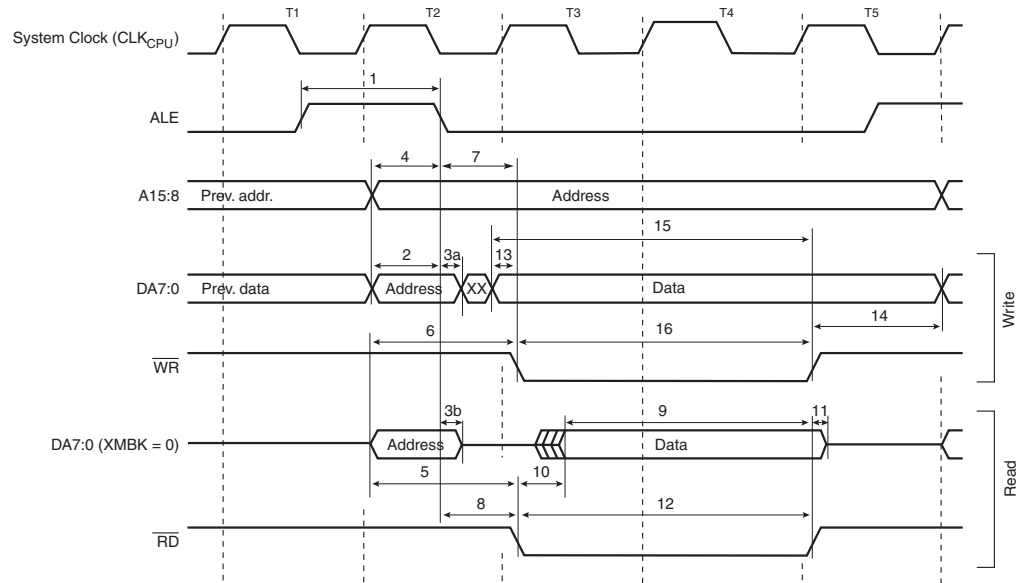 T1 T2 T3 T4 T5
System Clock (CLKCPU)
1
ALE
4 7
A15:8 Prev. addr. Address
15
2 3a 13
DA7:0 Prev. data Address XX Data
14
6 16
WR
Write
3b 9 11
DA7:0 (XMBK = 0) Address Data
5 10
8 12
RD
Read